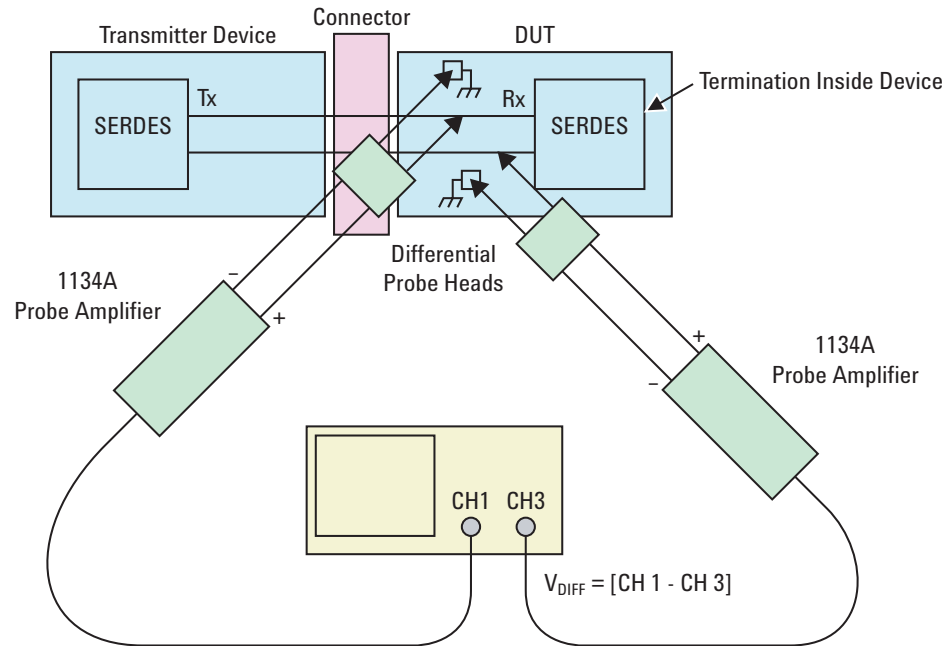 Connector
Transmitter Device
DUT
Termination Inside Device
Tx
Rx
SERDES
SERDES
Differential
Probe Heads
1134A
Probe Amplifier
−
+
1134A
Probe Amplifier
+
−
CH1
CH3
V_DIFF = [CH 1 - CH 3]